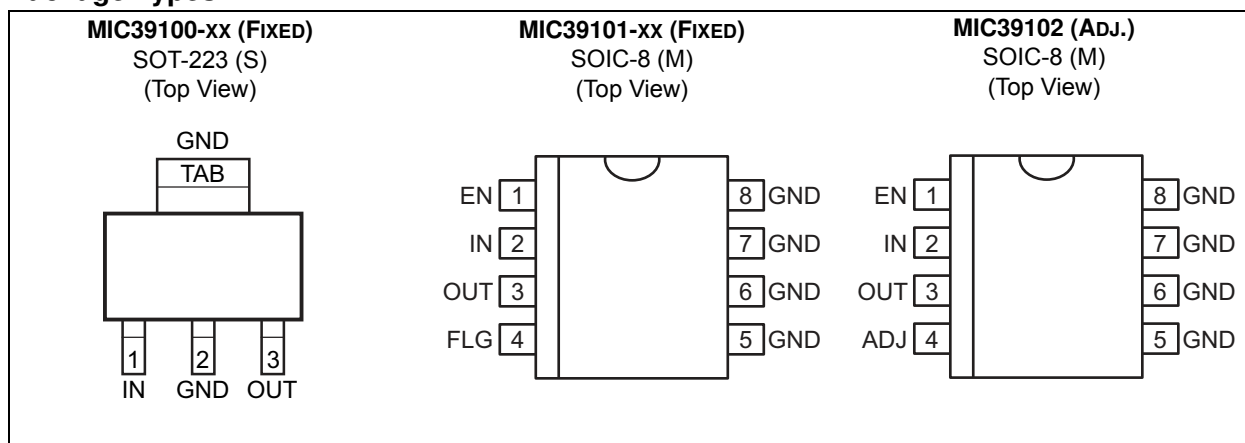 MIC39100-XX (FIXED)
SOT-223 (S)
(Top View)
GND
TAB
1
2
3
IN
GND
OUT
MIC39101-XX (FIXED)
SOIC-8 (M)
(Top View)
EN 1
IN 2
OUT 3
FLG 4
8 GND
7 GND
6 GND
5 GND
MIC39102 (ADJ.)
SOIC-8 (M)
(Top View)
EN 1
IN 2
OUT 3
ADJ 4
8 GND
7 GND
6 GND
5 GND